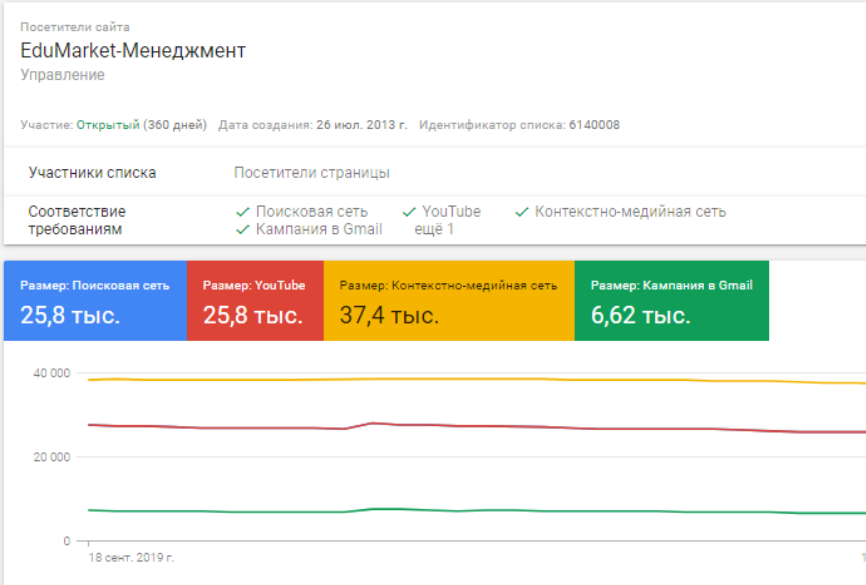 Посетители сайта
EduMarket-Менеджмент
Управление
Участие: Открытый (360 дней) Дата создания: 26 июл. 2013 г. Идентификатор списка: 6140008
Участники списка Посетители страницы
Соответствие требованиям
Поисковая сеть YouTube Контекстно-медийная сеть
Кампания в Gmail ещё 1
Размер: Поисковая сеть Размер: YouTube Размер: Контекстно-медийная сеть Размер: Кампания в Gmail
25,8 тыс. 25,8 тыс. 37,4 тыс. 6,62 тыс.
40 000
20 000
0
18 сент. 2019 г.